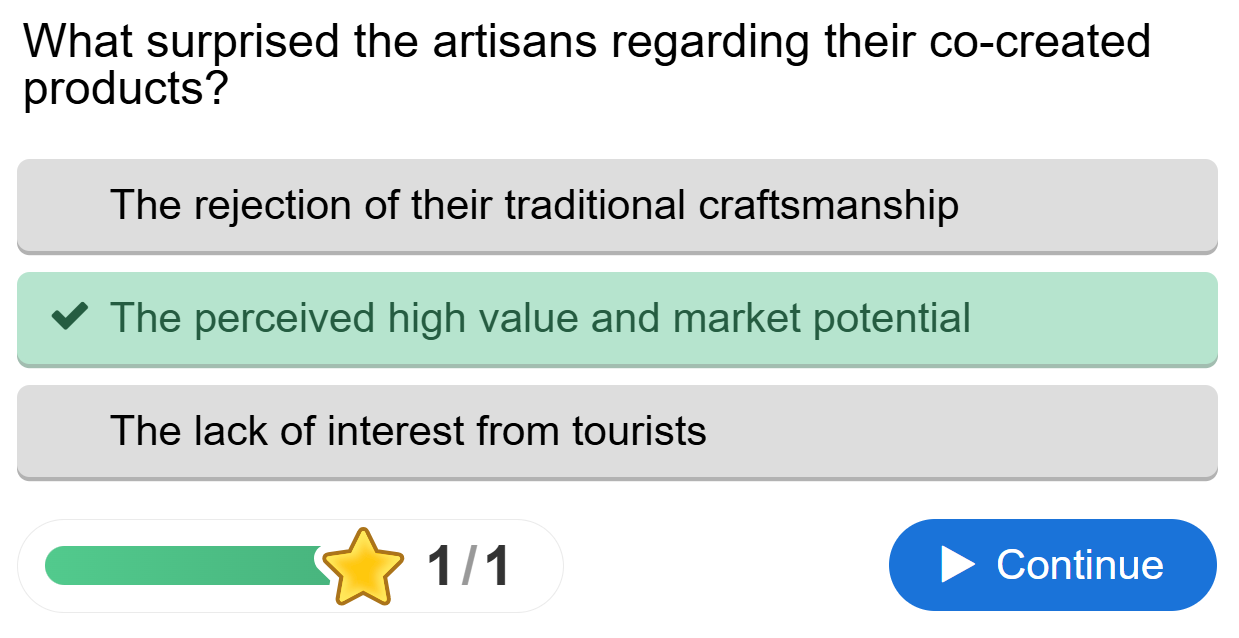 What surprised the artisans regarding their co-created
products?
The rejection of their traditional craftsmanship
The perceived high value and market potential
The lack of interest from tourists
1/1
Continue